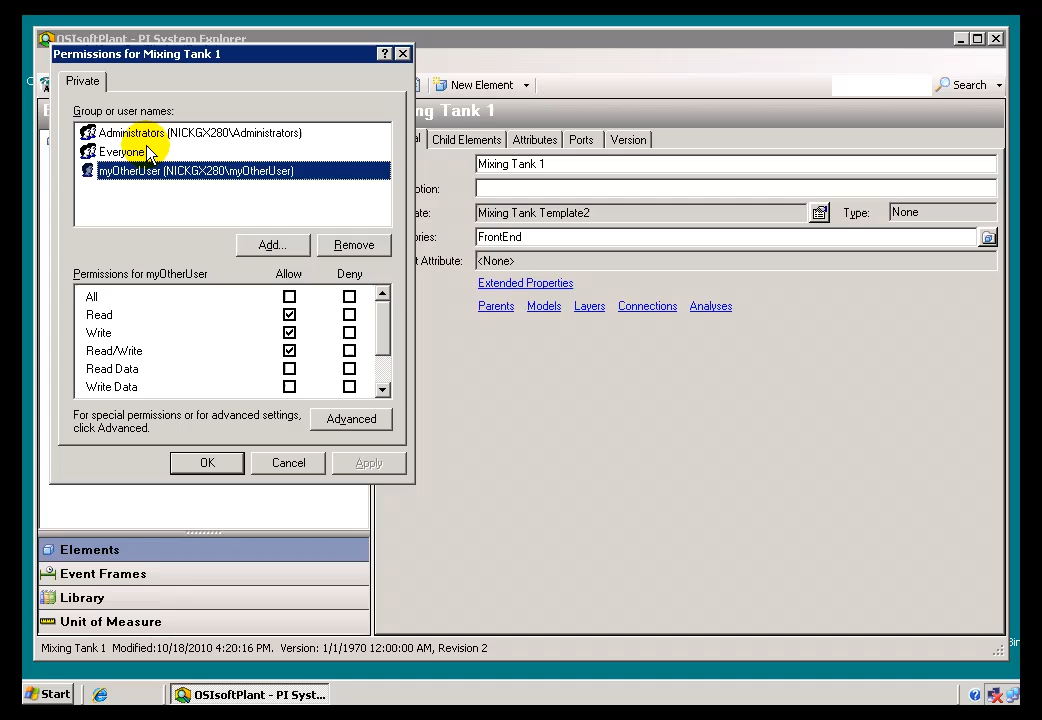 OSIsoftPlant - PI System Explorer
Permissions for Mixing Tank 1
Private
Group or user names:
Administrators (NICKGX280\Administrators)
Everyone
myOtherUser (NICKGX280\myOtherUser)
Add...
Remove
Permissions for myOtherUser
Allow
Deny
All
Read
Write
Read/Write
Read Data
Write Data
For special permissions or for advanced settings,
click Advanced.
Advanced
OK
Cancel
Apply
New Element
Search
ng Tank 1
Child Elements
Attributes
Ports
Version
Mixing Tank 1
ption:
ate:
Mixing Tank Template2
Type:
None
ories:
FrontEnd
t Attribute:
<None>
Extended Properties
Parents
Models
Layers
Connections
Analyses
Elements
Event Frames
Library
Unit of Measure
Mixing Tank 1 Modified:10/18/2010 4:20:16 PM. Version: 1/1/1970 12:00:00 AM, Revision 2
Start
OSIsoftPlant - PI Syst...